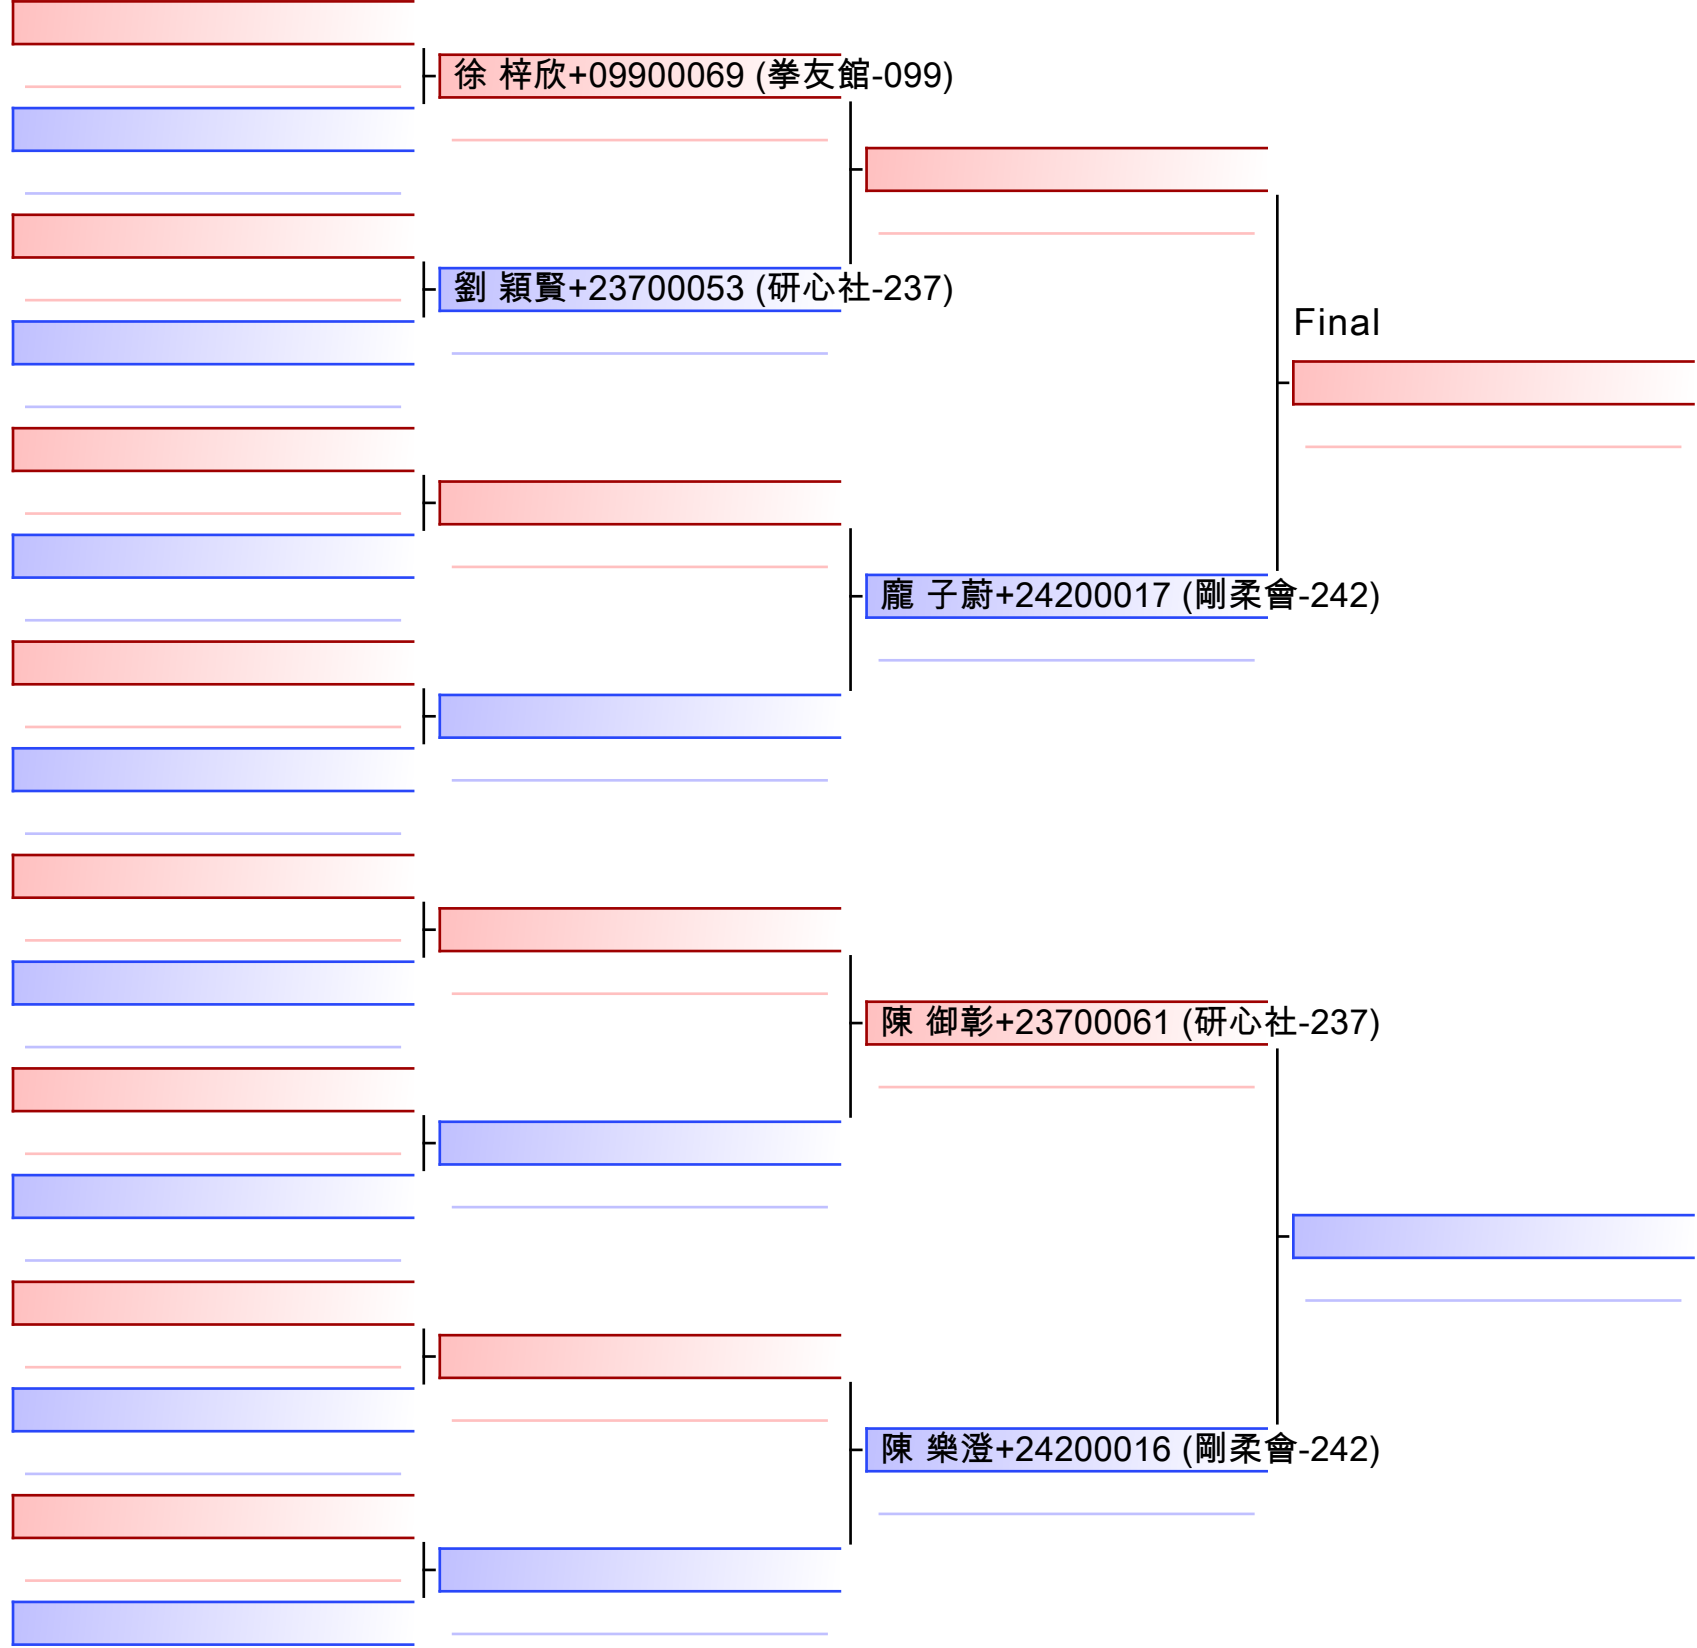 徐 梓欣+09900069 (拳友館-099)
劉 穎賢+23700053 (研心社-237)
Final
龐 子蔚+24200017 (剛柔會-242)
陳 御彰+23700061 (研心社-237)
陳 樂澄+24200016 (剛柔會-242)